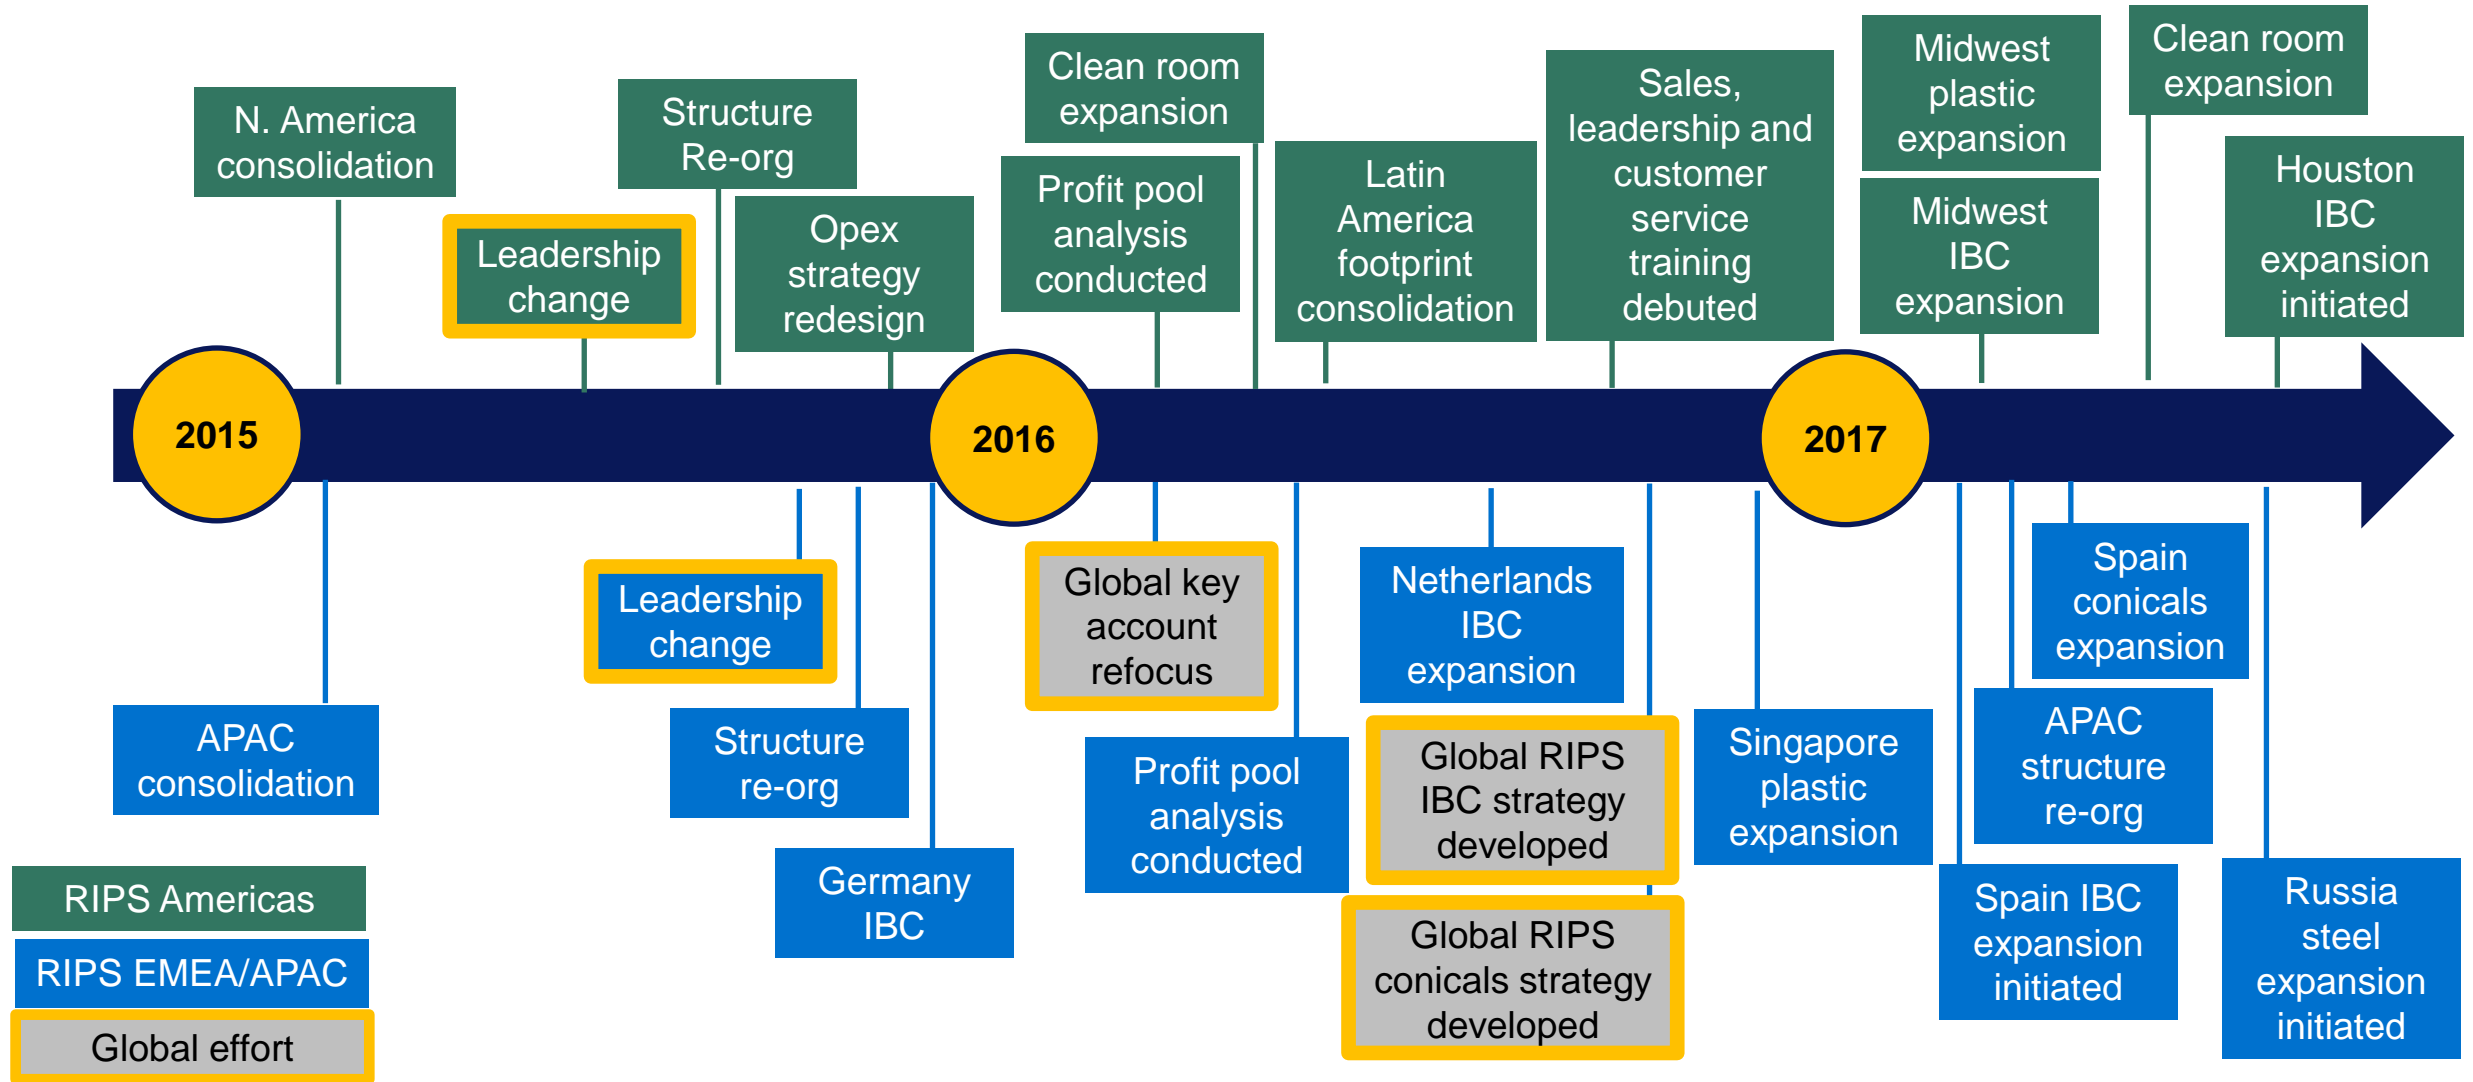 N. America
consolidation
Leadership
change
Structure
Re-org
Opex
strategy
redesign
Clean room
expansion
Profit pool
analysis
conducted
Latin
America
footprint
consolidation
Sales,
leadership and
customer
service
training
debuted
Midwest
plastic
expansion
Midwest
IBC
expansion
Clean room
expansion
Houston
IBC
expansion
initiated
2015
2016
2017
APAC
consolidation
Leadership
change
Structure
re-org
Germany
IBC
Global key
account
refocus
Profit pool
analysis
conducted
Netherlands
IBC
expansion
Global RIPS
IBC strategy
developed
Global RIPS
conicals strategy
developed
Singapore
plastic
expansion
Spain
conicals
expansion
APAC
structure
re-org
Spain IBC
expansion
initiated
Russia
steel
expansion
initiated
RIPS Americas
RIPS EMEA/APAC
Global effort